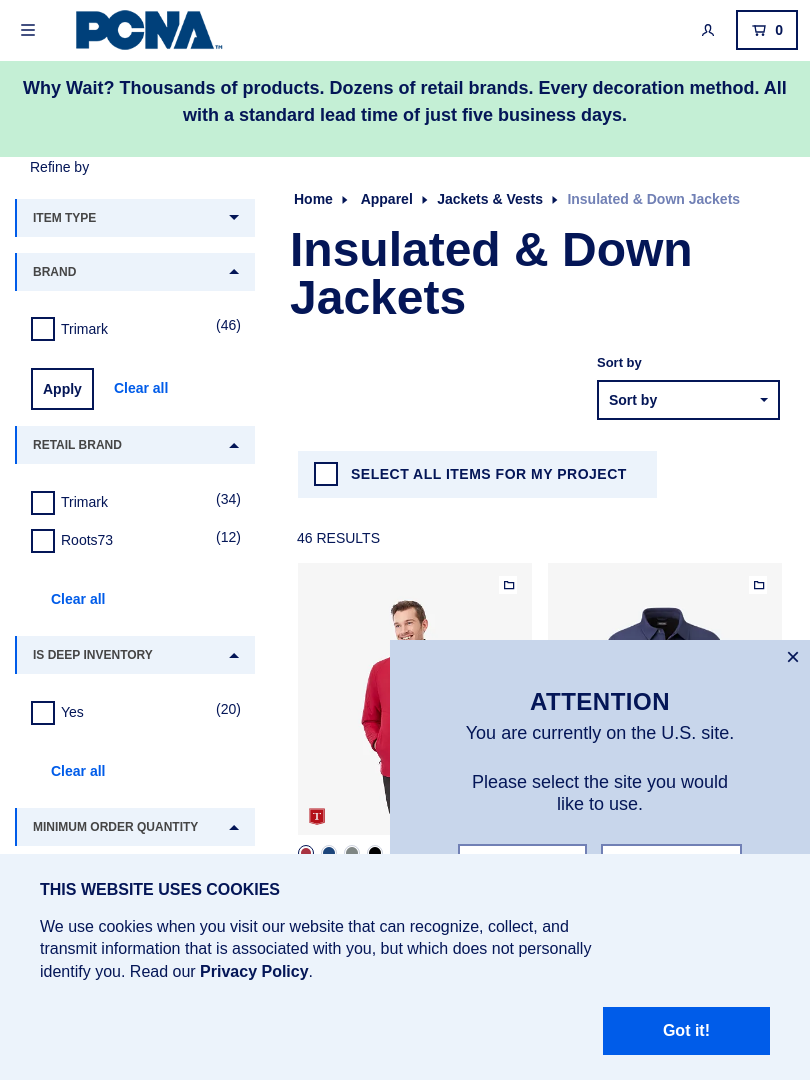 PCNA™
0
Why Wait? Thousands of products. Dozens of retail brands. Every decoration method. All
with a standard lead time of just five business days.
Refine by
Home
Apparel
Jackets & Vests
Insulated & Down Jackets
ITEM TYPE
Insulated & Down
Jackets
BRAND
Trimark
(46)
Apply
Clear all
Sort by
Sort by
RETAIL BRAND
Trimark
(34)
Roots73
(12)
Clear all
SELECT ALL ITEMS FOR MY PROJECT
46 RESULTS
IS DEEP INVENTORY
Yes
(20)
Clear all
MINIMUM ORDER QUANTITY
T
ATTENTION
You are currently on the U.S. site.
Please select the site you would
like to use.
THIS WEBSITE USES COOKIES
We use cookies when you visit our website that can recognize, collect, and
transmit information that is associated with you, but which does not personally
identify you. Read our Privacy Policy.
Got it!